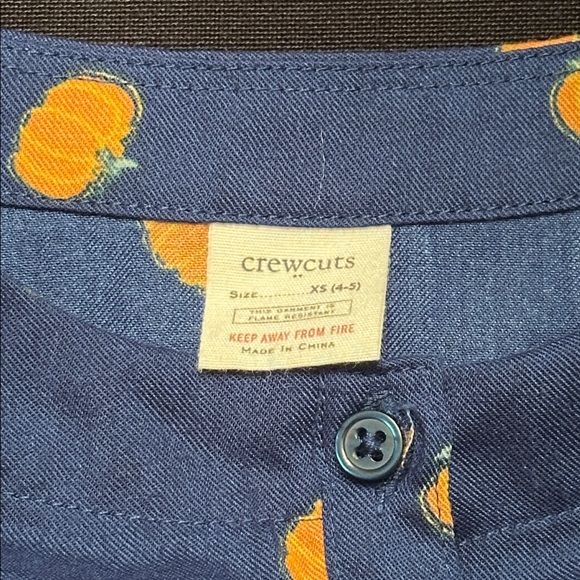 crewcuts
SIZE............XS (4-5)
THIS GARMENT IS
FLAME RESISTANT
KEEP AWAY FROM FIRE
MADE IN CHINA